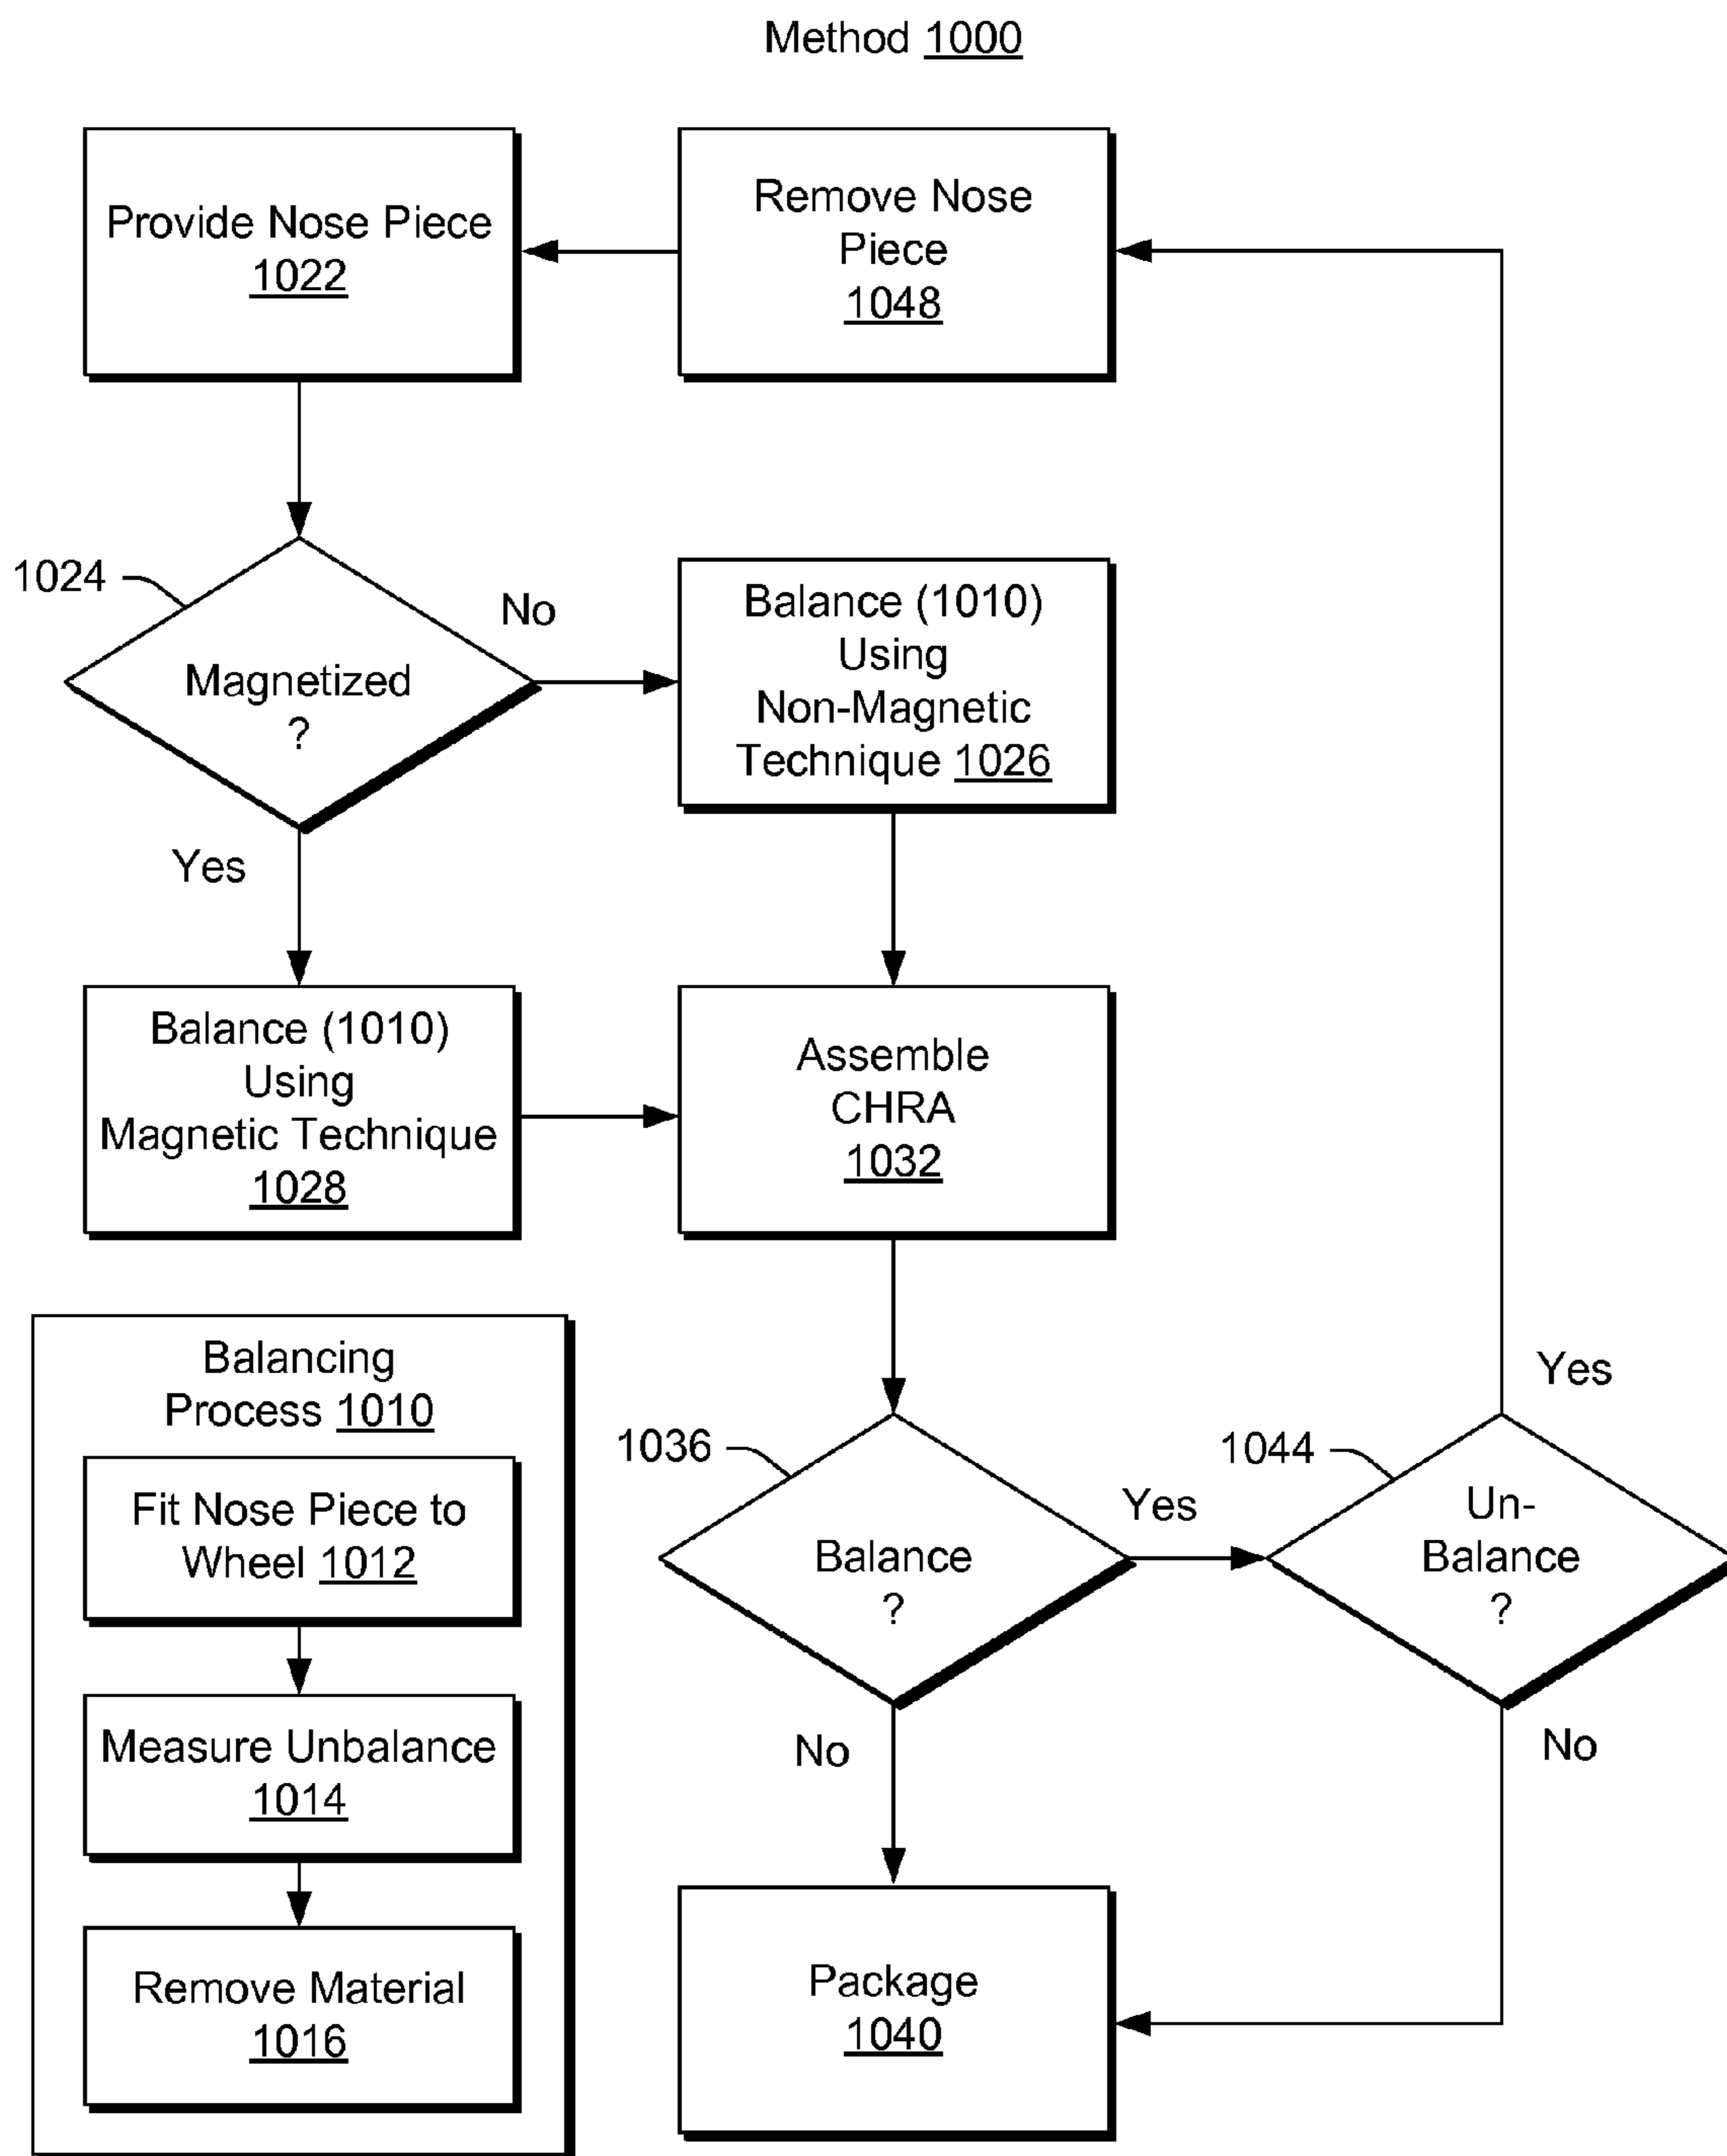 Method 1000
Provide Nose Piece
1022
Remove Nose
Piece
1048
1024
Magnetized
?
No
Yes
Balance (1010)
Using
Non-Magnetic
Technique 1026
Balance (1010)
Using
Magnetic Technique
1028
Assemble
CHRA
1032
Balancing
Process 1010
Fit Nose Piece to
Wheel 1012
Measure Unbalance
1014
Remove Material
1016
1036
Balance
?
Yes
No
1044
Un-
Balance
?
Yes
No
Package
1040